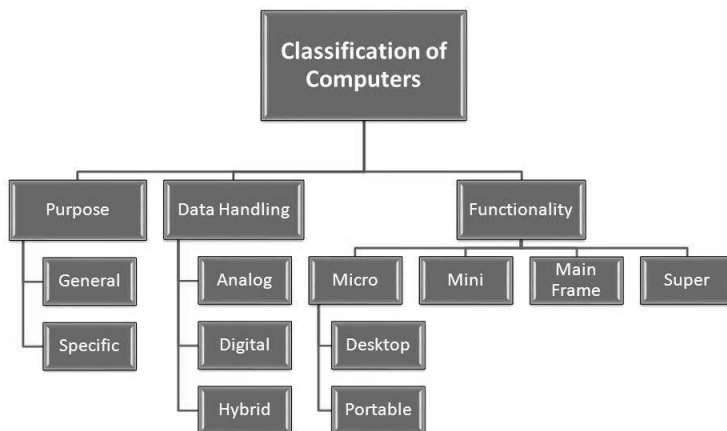 Classification of
Computers
Purpose
Data Handling
Functionality
General
Specific
Analog
Digital
Hybrid
Micro
Mini
Main
Frame
Super
Desktop
Portable